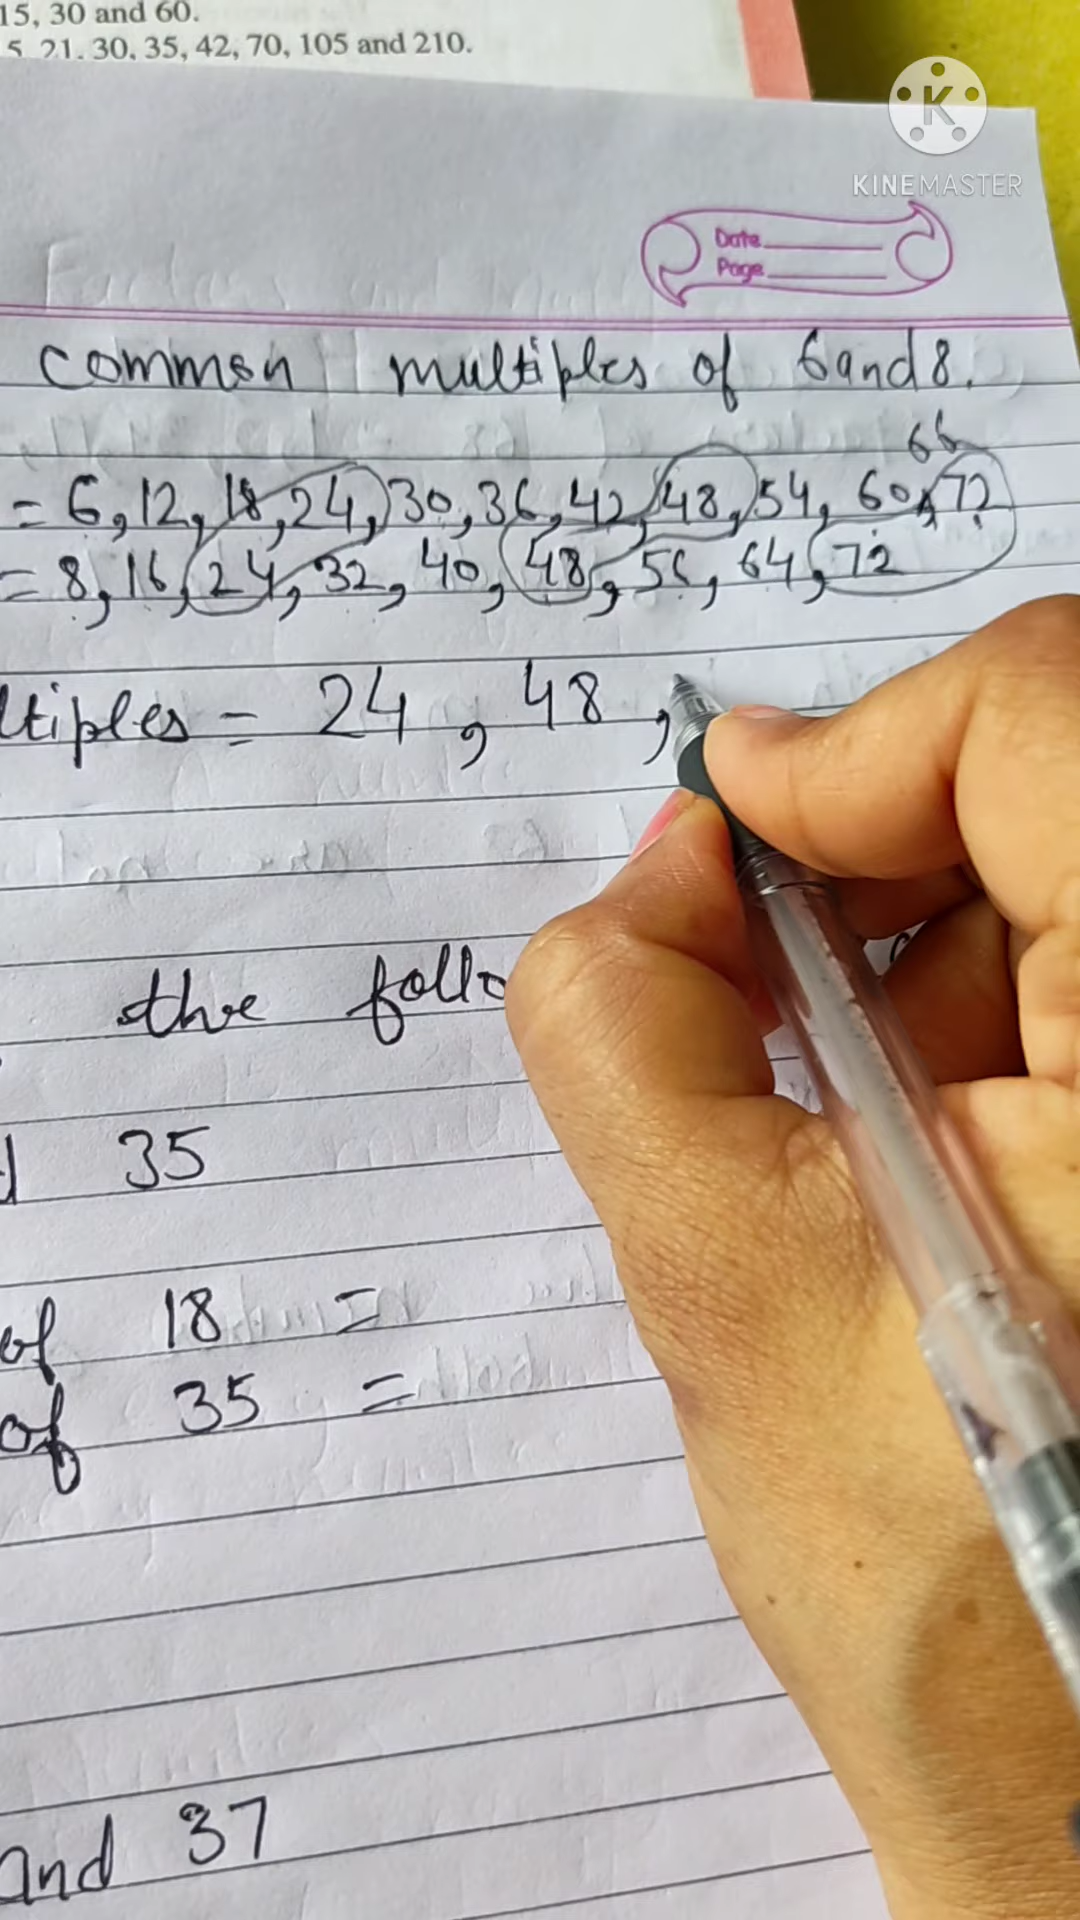 15, 30 and 60.
5, 21, 30, 35, 42, 70, 105 and 210.
KINEMASTER
Date
Page
common multiples of 6 and 8.
66
= 6, 12, 18, 24, 30, 36, 42, 48, 54, 60, 72
= 8, 16, 24, 32, 40, 48, 56, 64, 72
ltiples = 24, 48,
the follo
d 35
of 18 =
of 35 =
and 37